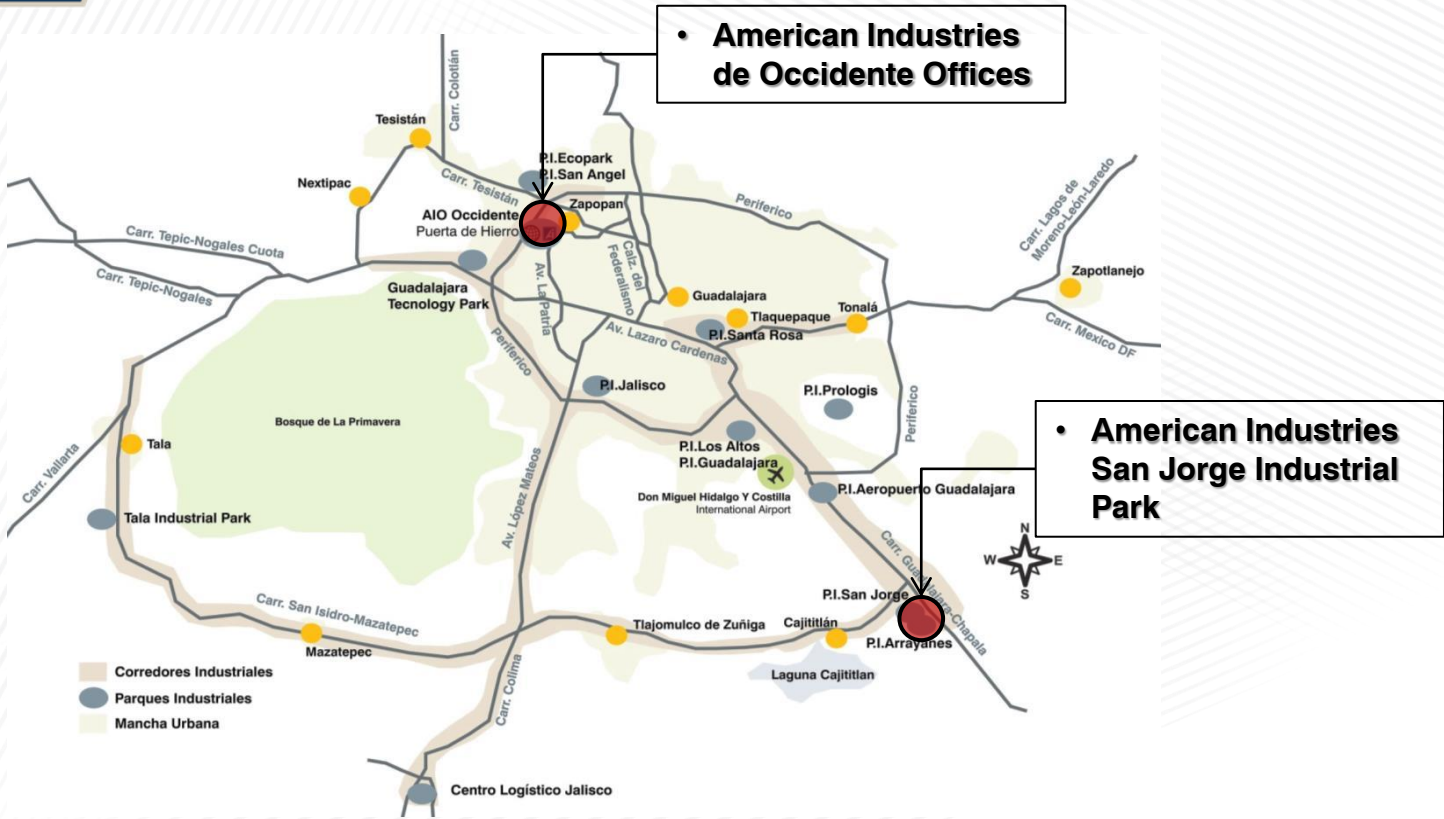 • American Industries
de Occidente Offices
Carr. Colotlán
Tesistán
P.I.Ecopark
P.I.San Angel
Carr. Tesistán
Nextipac
Zapopan
Periferico
AIO Occidente
Puerta de Hierro
Carr. Lagos de
Moreno-León-Laredo
Carr. Tepic-Nogales Cuota
Carr. Tepic-Nogales
Calz. del
Federalismo
Av. La Patria
Zapotlanejo
Guadalajara
Tecnology Park
Guadalajara
Tonalá
Tlaquepaque
P.I.Santa Rosa
Av. Lazaro Cardenas
Carr. Mexico DF
Periferico
P.I.Jalisco
P.I.Prologis
Periferico
Bosque de La Primavera
• American Industries
San Jorge Industrial
Park
Tala
Carr. Vallarta
P.I.Los Altos
P.I.Guadalajara
Av. López Mateos
Don Miguel Hidalgo Y Costilla
International Airport
P.I.Aeropuerto Guadalajara
Tala Industrial Park
N
W
E
S
Carr. Guadalajara-Chapala
P.I.San Jorge
Carr. San Isidro-Mazatepec
Tlajomulco de Zuñiga
Cajititlán
P.I.Arrayanes
Mazatepec
Laguna Cajititlan
Corredores Industriales
Parques Industriales
Mancha Urbana
Carr. Colima
Centro Logístico Jalisco